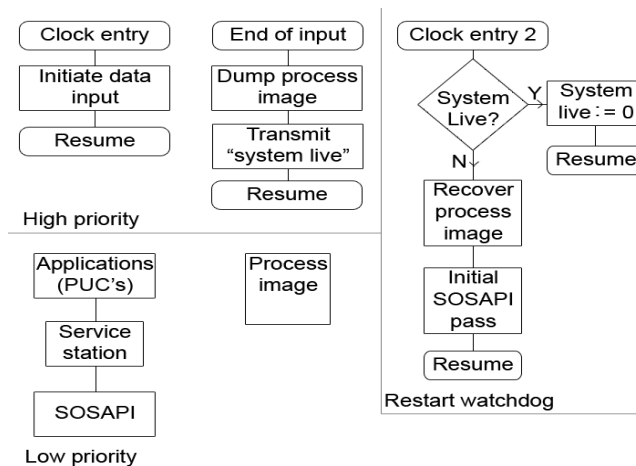 Clock entry
Initiate data
input
Resume
End of input
Dump process
image
Transmit
“system live”
Resume
High priority
Clock entry 2
System
Live?
Y
System
live := 0
Resume
N
Recover
process
image
Initial
SOSAPI
pass
Resume
Restart watchdog
Applications
(PUC's)
Service
station
SOSAPI
Process
image
Low priority